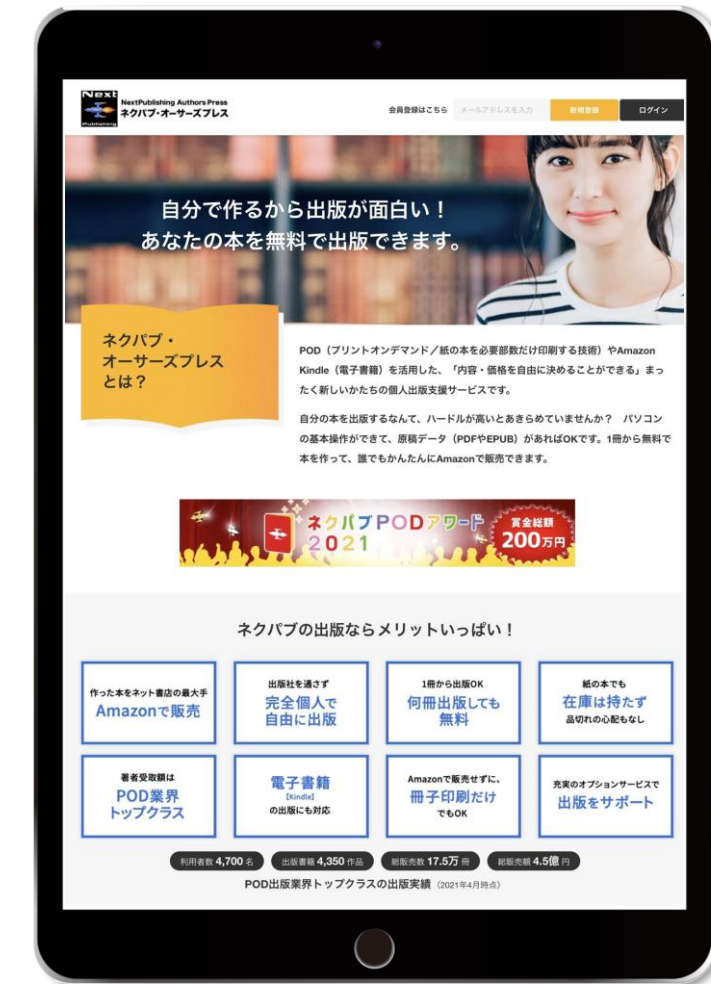 Next
Publishing
NextPublishing Authors Press
ネクパブ・オーサーズプレス
会員登録はこちら
メールアドレスを入力
新規登録
ログイン
自分で作るから出版が面白い！
あなたの本を無料で出版できます。
ネクパブ・
オーサーズプレス
とは？
POD（プリントオンデマンド／紙の本を必要部数だけ印刷する技術）やAmazon
Kindle（電子書籍）を活用した、「内容・価格を自由に決めることができる」まっ
たく新しいかたちの個人出版支援サービスです。
自分の本を出版するなんて、ハードルが高いとあきらめていませんか？　パソコン
の基本操作ができて、原稿データ（PDFやEPUB）があればOKです。1冊から無料で
本を作って、誰でもかんたんにAmazonで販売できます。
ネクパブPODアワード
2021
賞金総額
200万円
ネクパブの出版ならメリットいっぱい！
作った本をネット書店の最大手
Amazonで販売
出版社を通さず
完全個人で
自由に出版
1冊から出版OK
何冊出版しても
無料
紙の本でも
在庫は持たず
品切れの心配もなし
著者受取額は
POD業界
トップクラス
電子書籍
【Kindle】
の出版にも対応
Amazonで販売せずに、
冊子印刷だけ
でもOK
充実のオプションサービスで
出版をサポート
利用者数 4,700 名
出版書籍 4,350 作品
総販売数 17.5万 冊
総販売額 4.5億 円
POD出版業界トップクラスの出版実績（2021年4月時点）